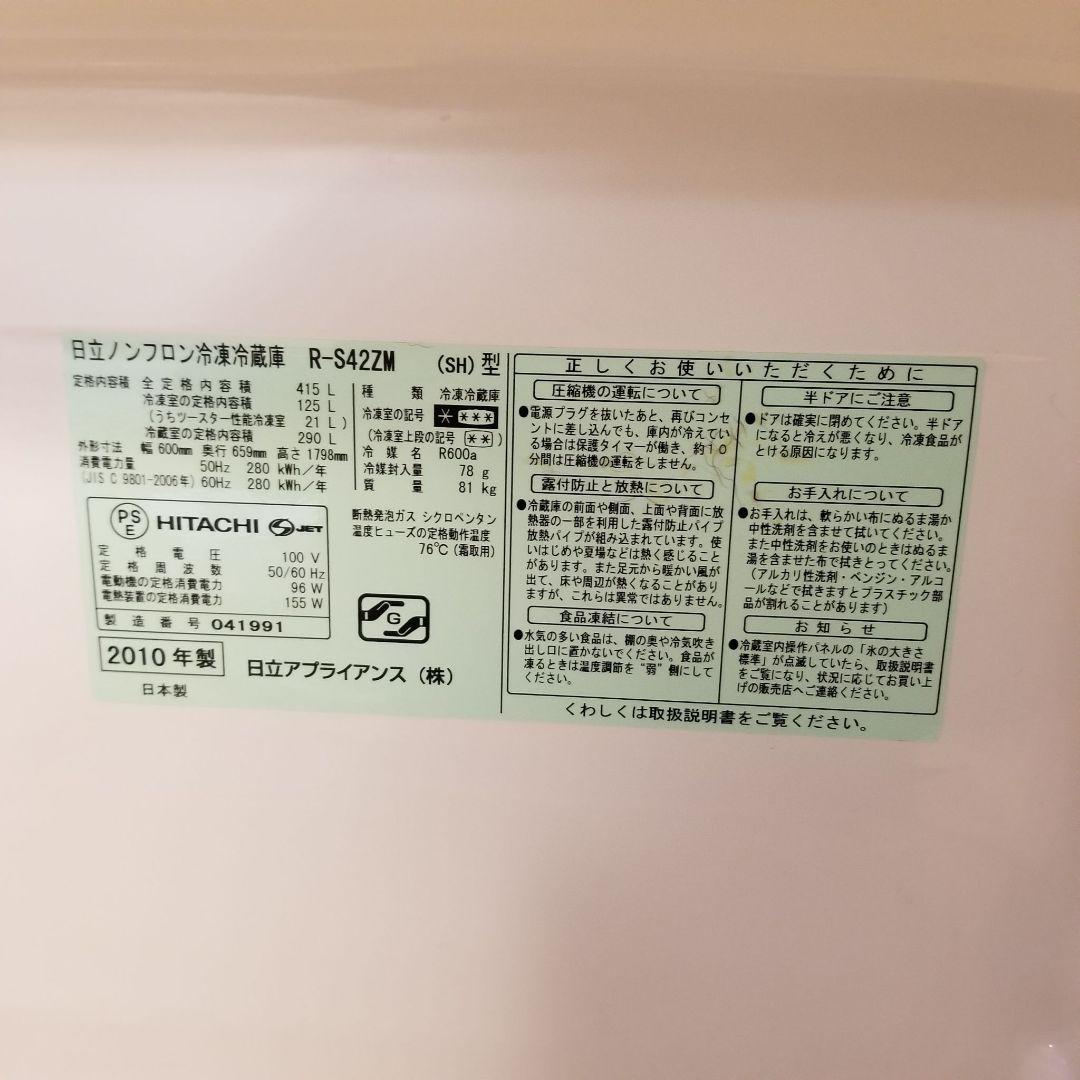 日立ノンフロン冷凍冷蔵庫 R-S42ZM (SH) 型
定格内容積 全定格内容積 415 L
冷凍室の定格内容積 125 L
(うちツースター性能冷凍室 21 L)
冷蔵室の定格内容積 290 L
外形寸法 幅 600mm 奥行 659mm 高さ 1798mm
消費電力量 50Hz 280 kWh/年
(JIS C 9801-2006年) 60Hz 280 kWh/年
種類 冷凍冷蔵庫
冷凍室の記号 * ***
(冷凍室上段の記号 **)
冷媒名 R600a
冷媒封入量 78 g
質量 81 kg
PSE HITACHI JET
定格電圧 100 V
定格周波数 50/60 Hz
電動機の定格消費電力 96 W
電熱装置の定格消費電力 155 W
製造番号 041991
断熱発泡ガス シクロペンタン
温度ヒューズの定格動作温度
76℃ (霜取用)
G
2010 年製
日立アプライアンス (株)
日本製
正しくお使いいただくために
圧縮機の運転について
●電源プラグを抜いたあと、再びコンセ
ントに差し込んでも、庫内が冷えてい
る場合は保護タイマーが働き、約10
分間は圧縮機の運転をしません。
露付防止と放熱について
●冷蔵庫の前面や側面、上面や背面に放
熱器の一部を利用した露付防止パイプ
放熱パイプが組み込まれています。使
いはじめや夏場などは熱く感じること
があります。また足元から暖かい風が
出て、床や周辺が熱くなることがあり
ますが、これらは異常ではありません。
食品凍結について
●水気の多い食品は、棚の奥や冷気吹き
出し口に置かないでください。食品が
凍るときは温度調節を“弱”側にして
ください。
半ドアにご注意
●ドアは確実に閉めてください。半ドア
になると冷えが悪くなり、冷凍食品が
とける原因になります。
お手入れについて
●お手入れは、軟らかい布にぬるま湯か
中性洗剤を含ませて拭いてください。
また中性洗剤をお使いのときはぬるま
湯を含ませた布で拭きとってください。
(アルカリ性洗剤・ベンジン・アルコ
ールなどで拭きますとプラスチック部
品が割れることがあります)
お知らせ
●冷蔵室内操作パネルの「氷の大きさ
標準」が点滅していたら、取扱説明書
をご覧になり、状況に応じてお買い上
げの販売店へご連絡ください。
くわしくは取扱説明書をご覧ください。